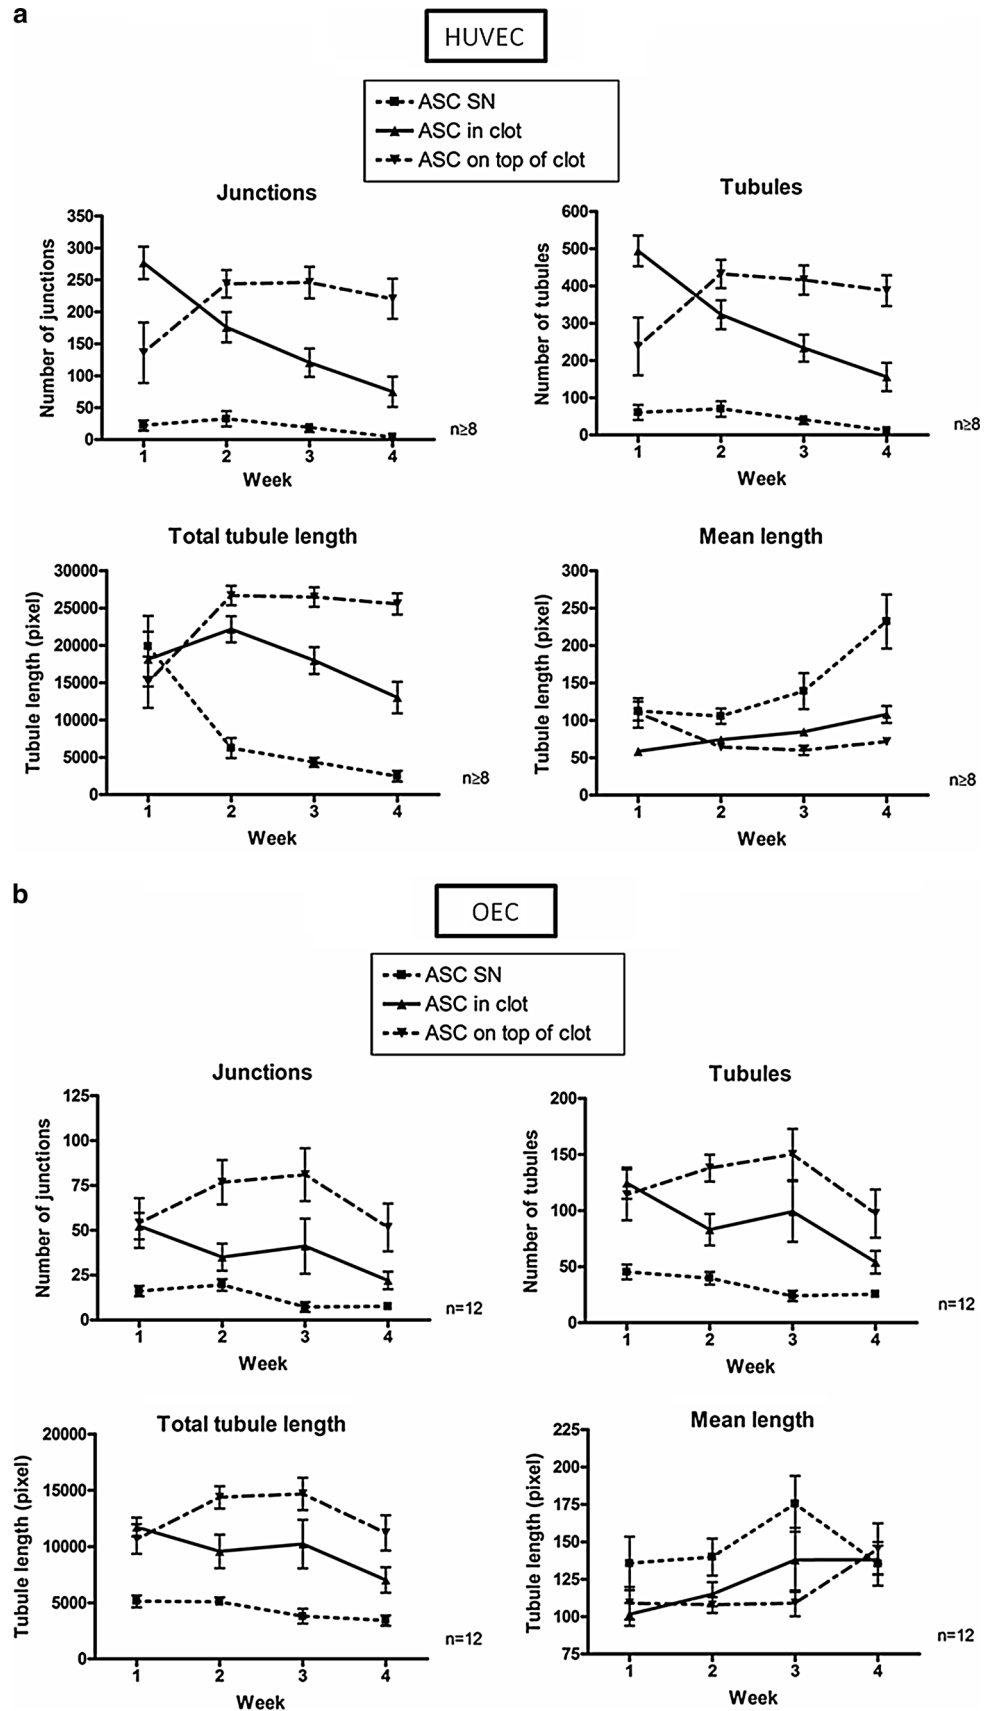 a
HUVEC
ASC SN
ASC in clot
ASC on top of clot
Junctions
Number of junctions
350
300
250
200
150
100
50
0
1 2 3 4
Week
n≥8
Tubules
Number of tubules
600
500
400
300
200
100
0
1 2 3 4
Week
n≥8
Total tubule length
Tubule length (pixel)
30000
25000
20000
15000
10000
5000
0
1 2 3 4
Week
n≥8
Mean length
Tubule length (pixel)
300
250
200
150
100
50
0
1 2 3 4
Week
n≥8
b
OEC
ASC SN
ASC in clot
ASC on top of clot
Junctions
Number of junctions
125
100
75
50
25
0
1 2 3 4
Week
n=12
Tubules
Number of tubules
200
150
100
50
0
1 2 3 4
Week
n=12
Total tubule length
Tubule length (pixel)
20000
15000
10000
5000
0
1 2 3 4
Week
n=12
Mean length
Tubule length (pixel)
225
200
175
150
125
100
75
1 2 3 4
Week
n=12